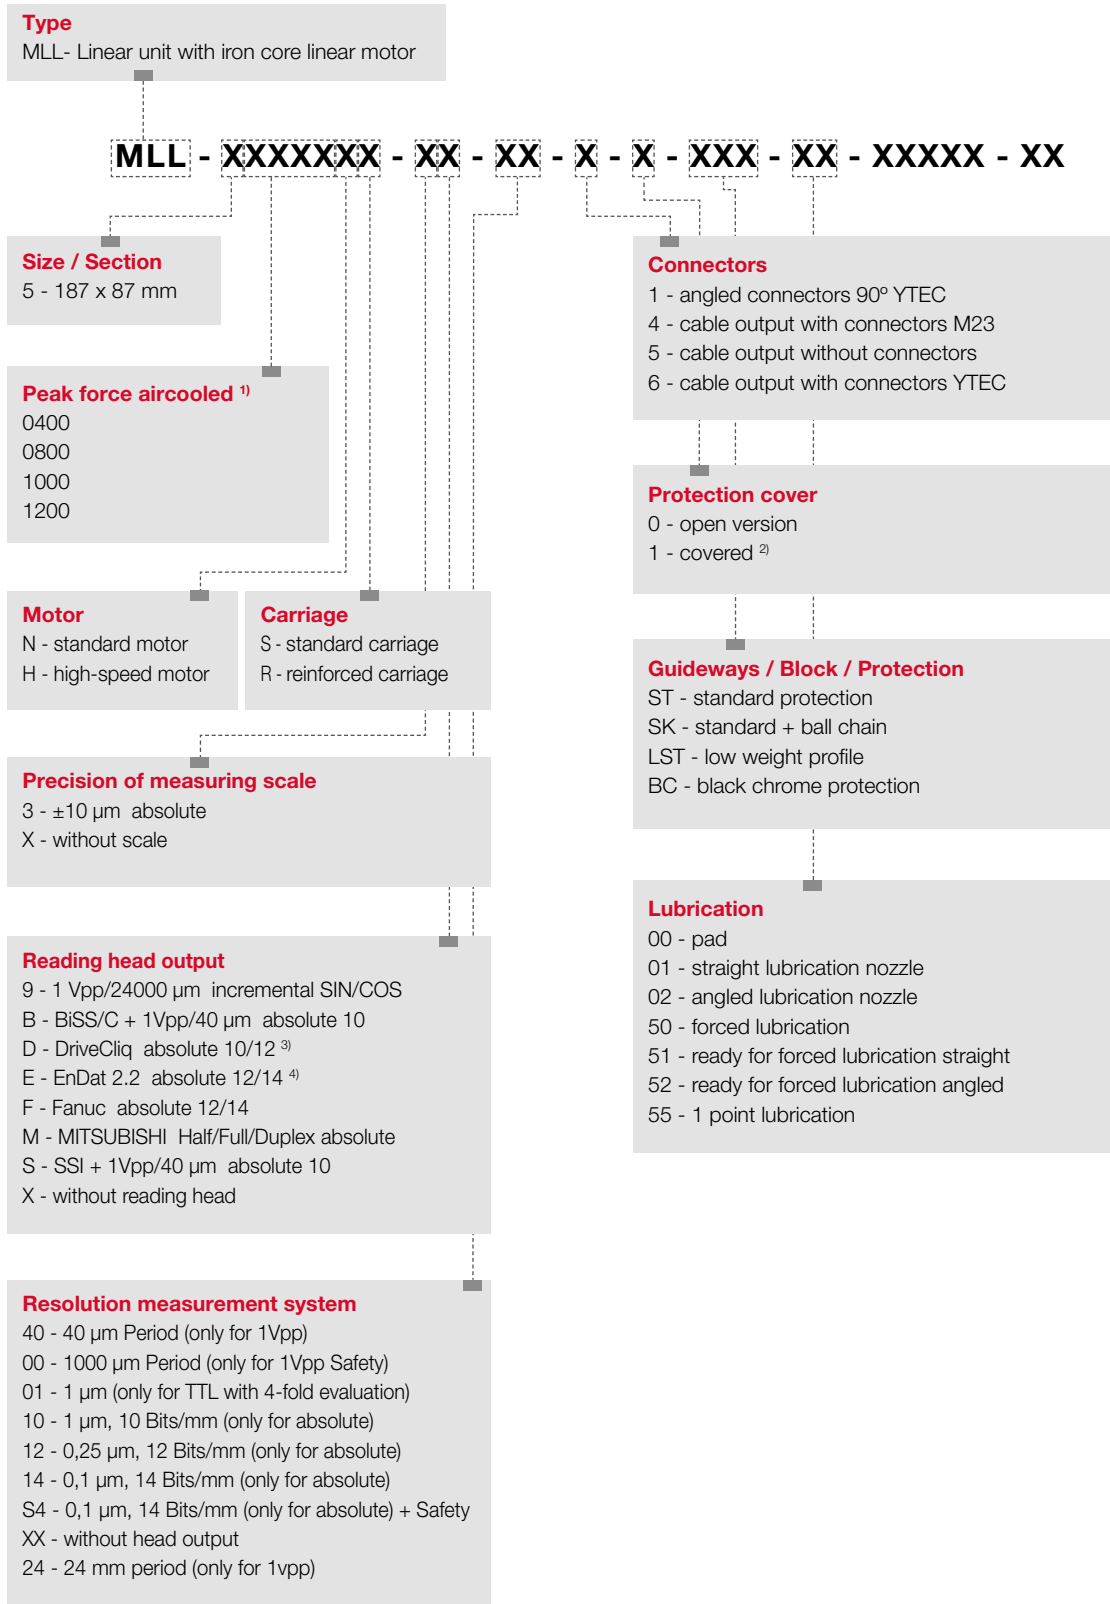 Type
MLL- Linear unit with iron core linear motor
MLL - XXXXXXX - XX - XX - X - X - XXX - XX - XXXXX - XX
Size / Section
5 - 187 x 87 mm
Peak force aircooled 1)
0400
0800
1000
1200
Motor
N - standard motor
H - high-speed motor
Carriage
S - standard carriage
R - reinforced carriage
Precision of measuring scale
3 - ±10 µm absolute
X - without scale
Reading head output
9 - 1 Vpp/24000 µm incremental SIN/COS
B - BiSS/C + 1Vpp/40 µm absolute 10
D - DriveCliq absolute 10/12 3)
E - EnDat 2.2 absolute 12/14 4)
F - Fanuc absolute 12/14
M - MITSUBISHI Half/Full/Duplex absolute
S - SSI + 1Vpp/40 µm absolute 10
X - without reading head
Resolution measurement system
40 - 40 µm Period (only for 1Vpp)
00 - 1000 µm Period (only for 1Vpp Safety)
01 - 1 µm (only for TTL with 4-fold evaluation)
10 - 1 µm, 10 Bits/mm (only for absolute)
12 - 0,25 µm, 12 Bits/mm (only for absolute)
14 - 0,1 µm, 14 Bits/mm (only for absolute)
S4 - 0,1 µm, 14 Bits/mm (only for absolute) + Safety
XX - without head output
24 - 24 mm period (only for 1vpp)
Connectors
1 - angled connectors 90º YTEC
4 - cable output with connectors M23
5 - cable output without connectors
6 - cable output with connectors YTEC
Protection cover
0 - open version
1 - covered 2)
Guideways / Block / Protection
ST - standard protection
SK - standard + ball chain
LST - low weight profile
BC - black chrome protection
Lubrication
00 - pad
01 - straight lubrication nozzle
02 - angled lubrication nozzle
50 - forced lubrication
51 - ready for forced lubrication straight
52 - ready for forced lubrication angled
55 - 1 point lubrication